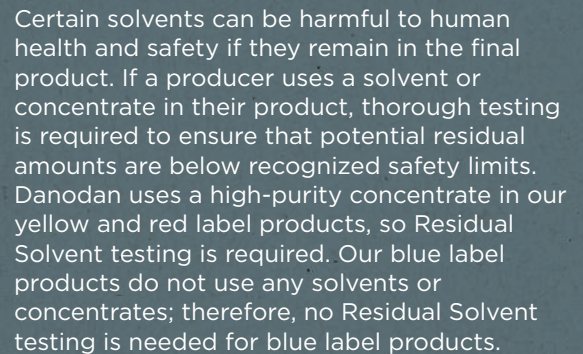 Certain solvents can be harmful to human
health and safety if they remain in the final
product. If a producer uses a solvent or
concentrate in their product, thorough testing
is required to ensure that potential residual
amounts are below recognized safety limits.
Danodan uses a high-purity concentrate in our
yellow and red label products, so Residual
Solvent testing is required. Our blue label
products do not use any solvents or
concentrates; therefore, no Residual Solvent
testing is needed for blue label products.